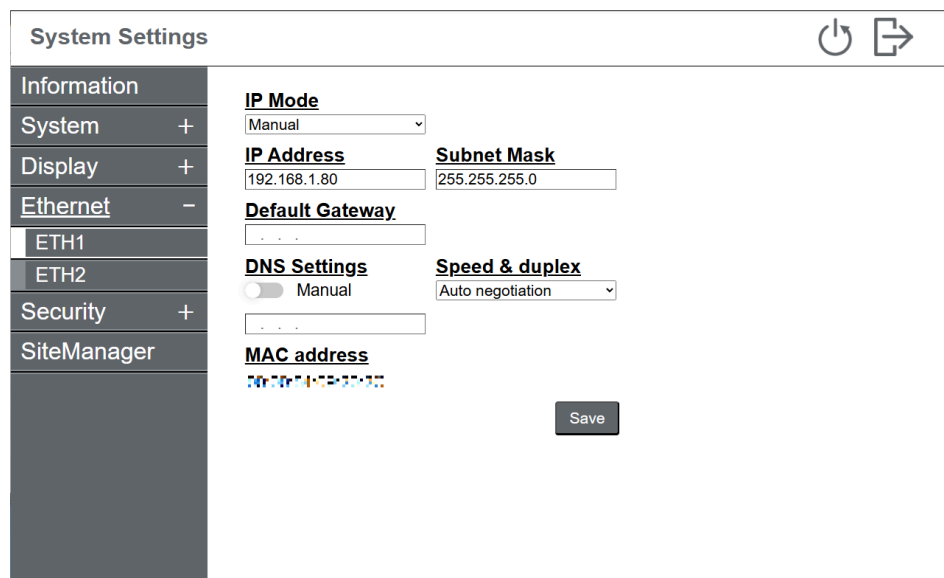 System Settings
Information
System +
Display +
Ethernet −
ETH1
ETH2
Security +
SiteManager
IP Mode
Manual
IP Address Subnet Mask
192.168.1.80 255.255.255.0
Default Gateway
. . .
DNS Settings Speed & duplex
Manual Auto negotiation
. . .
MAC address
Save